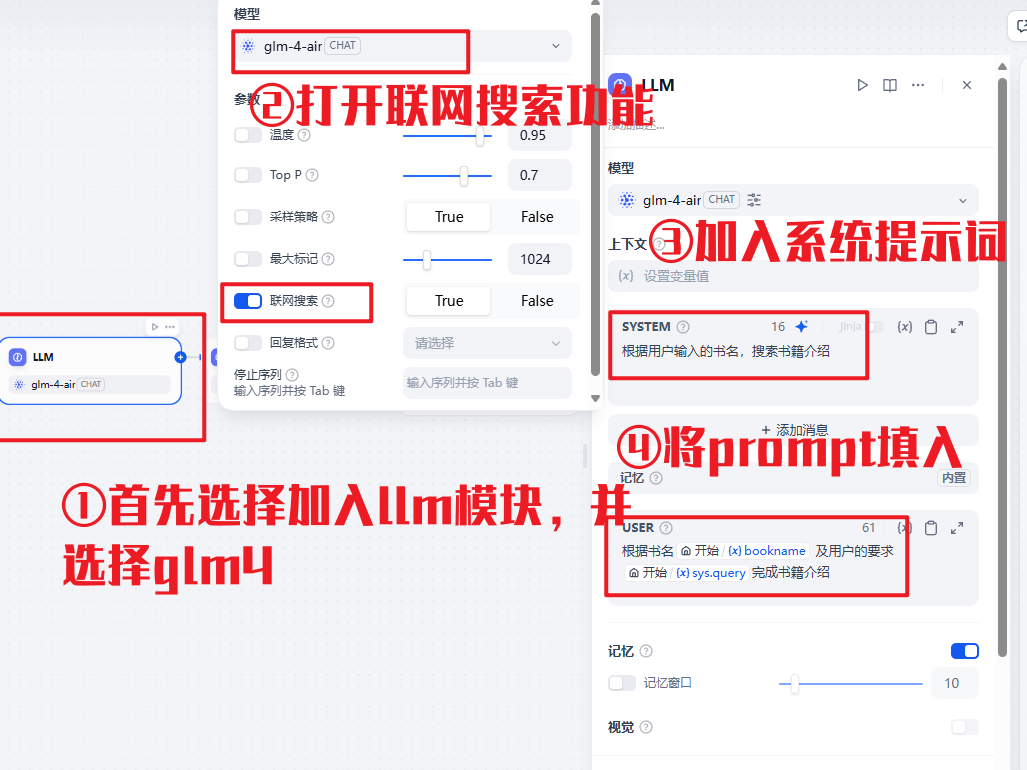 模型
glm-4-air CHAT
参数
②打开联网搜索功能
温度 0.95
Top P 0.7
采样策略 True False
最大标记 1024
联网搜索 True False
回复格式 请选择
停止序列
输入序列并按 Tab 键 输入序列并按 Tab 键
LLM
glm-4-air CHAT
①首先选择加入llm模块，并
选择glm4
LLM
添加描述...
模型
glm-4-air CHAT
③加入系统提示词
上下文
{x} 设置变量值
SYSTEM 16 Jinja {x}
根据用户输入的书名，搜索书籍介绍
+ 添加消息
④将prompt填入
记忆 内置
USER 61 {x}
根据书名 开始 / {x} bookname 及用户的要求
开始 / {x} sys.query 完成书籍介绍
记忆
记忆窗口 10
视觉